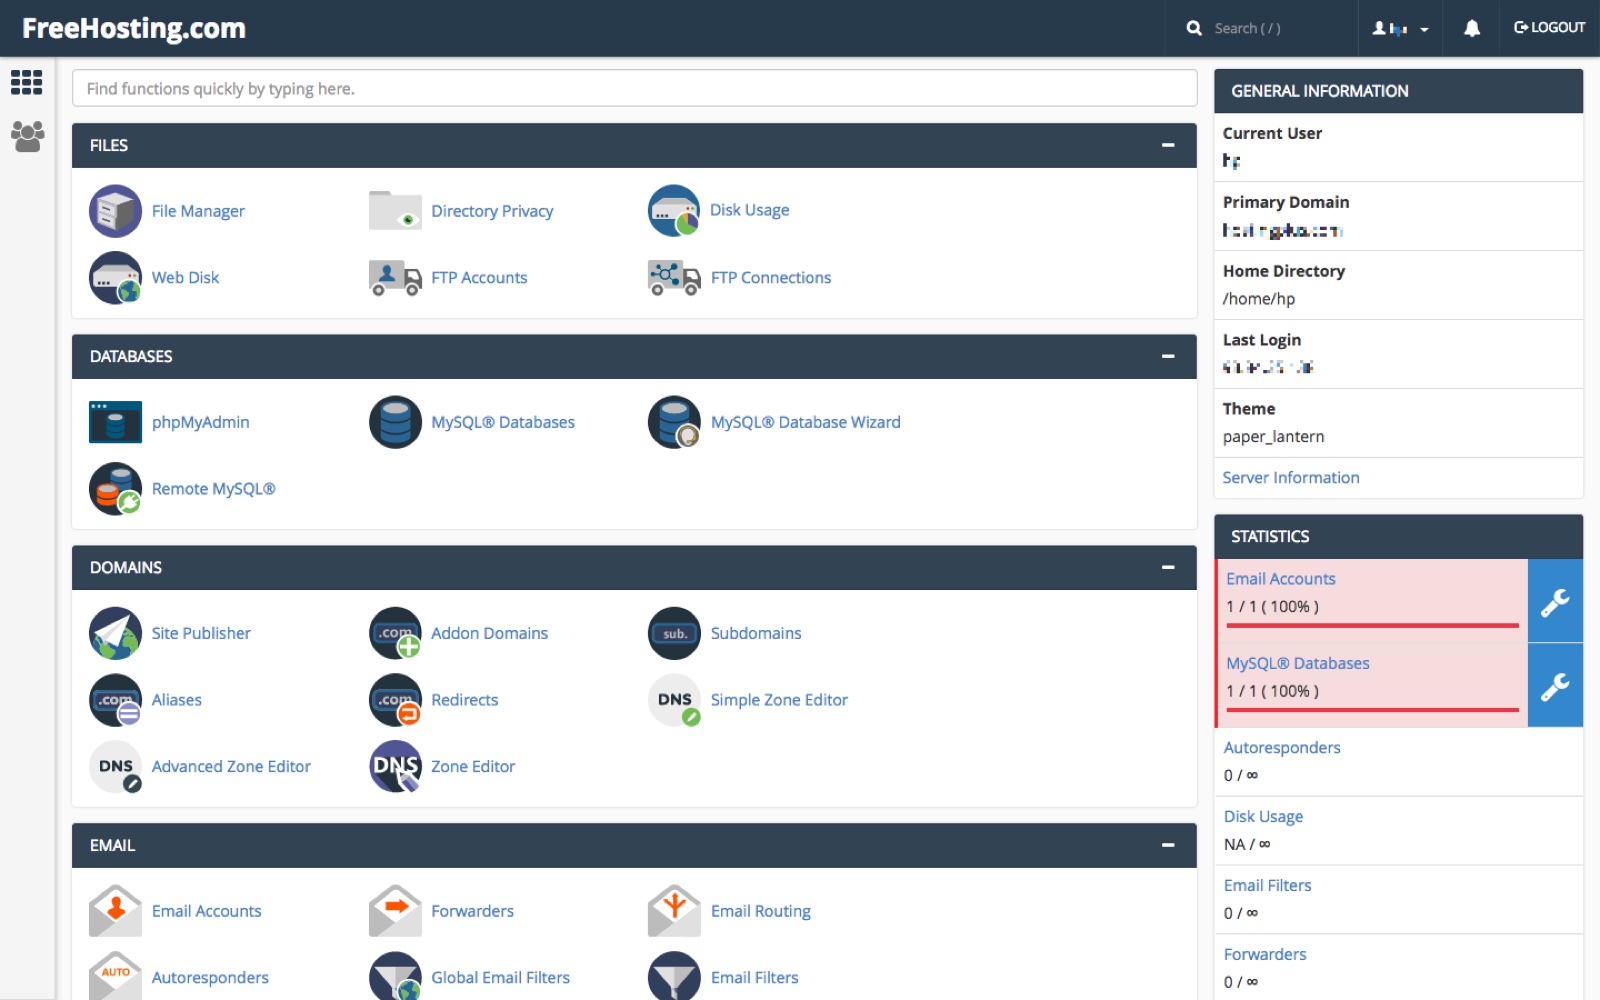 FreeHosting.com
Search ( / )
LOGOUT
Find functions quickly by typing here.
FILES
File Manager
Directory Privacy
Disk Usage
Web Disk
FTP Accounts
FTP Connections
DATABASES
phpMyAdmin
MySQL® Databases
MySQL® Database Wizard
Remote MySQL®
DOMAINS
Site Publisher
.com
Addon Domains
sub.
Subdomains
.com
Aliases
.com
Redirects
DNS
Simple Zone Editor
DNS
Advanced Zone Editor
DNS
Zone Editor
EMAIL
Email Accounts
Forwarders
Email Routing
AUTO
Autoresponders
Global Email Filters
Email Filters
GENERAL INFORMATION
Current User
Primary Domain
Home Directory
/home/hp
Last Login
Theme
paper_lantern
Server Information
STATISTICS
Email Accounts
1 / 1 ( 100% )
MySQL® Databases
1 / 1 ( 100% )
Autoresponders
0 / ∞
Disk Usage
NA / ∞
Email Filters
0 / ∞
Forwarders
0 / ∞